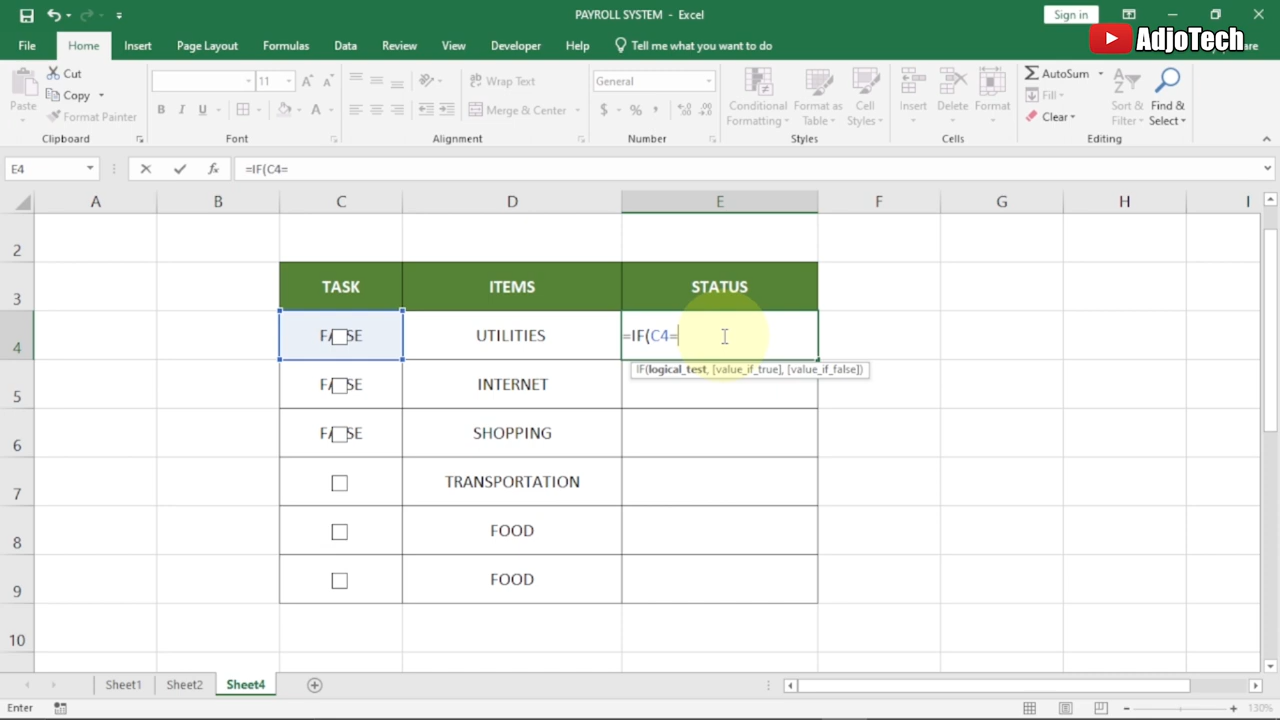 PAYROLL SYSTEM - Excel
Sign in
AdjoTech
File Home Insert Page Layout Formulas Data Review View Developer Help Tell me what you want to do
Cut
Copy
Format Painter
Paste
Clipboard
11
B I U
Font
Wrap Text
Merge & Center
Alignment
General
$ % ,
Number
Conditional Formatting
Format as Table
Cell Styles
Styles
Insert
Delete
Format
Cells
AutoSum
Fill
Clear
Sort & Filter
Find & Select
Editing
E4
fx
=IF(C4=
A B C D E F G H I
2
3 TASK ITEMS STATUS
4 UTILITIES =IF(C4=
IF(logical_test, [value_if_true], [value_if_false])
5 INTERNET
6 SHOPPING
7 TRANSPORTATION
8 FOOD
9 FOOD
10
Sheet1 Sheet2 Sheet4
Enter
130%